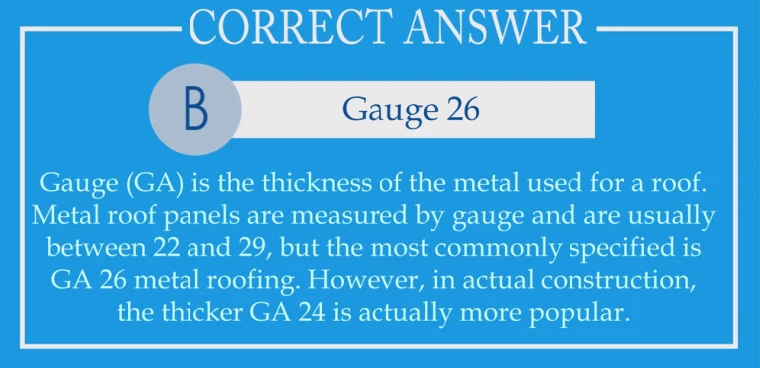 CORRECT ANSWER
B
Gauge 26
Gauge (GA) is the thickness of the metal used for a roof.
Metal roof panels are measured by gauge and are usually
between 22 and 29, but the most commonly specified is
GA 26 metal roofing. However, in actual construction,
the thicker GA 24 is actually more popular.